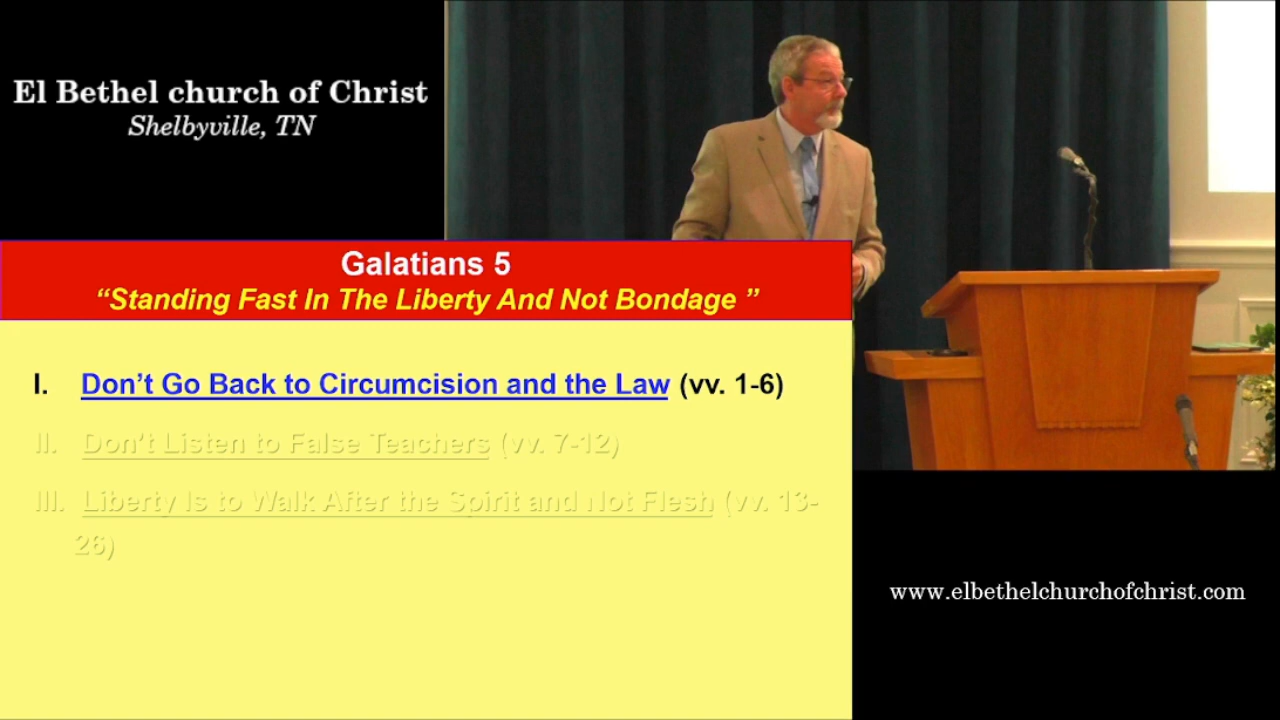 El Bethel church of Christ
Shelbyville, TN
Galatians 5
“Standing Fast In The Liberty And Not Bondage ”
I. Don’t Go Back to Circumcision and the Law (vv. 1-6)
II. Don’t Listen to False Teachers (vv. 7-12)
III. Liberty Is to Walk After the Spirit and Not Flesh (vv. 13-
26)
www.elbethelchurchofchrist.com